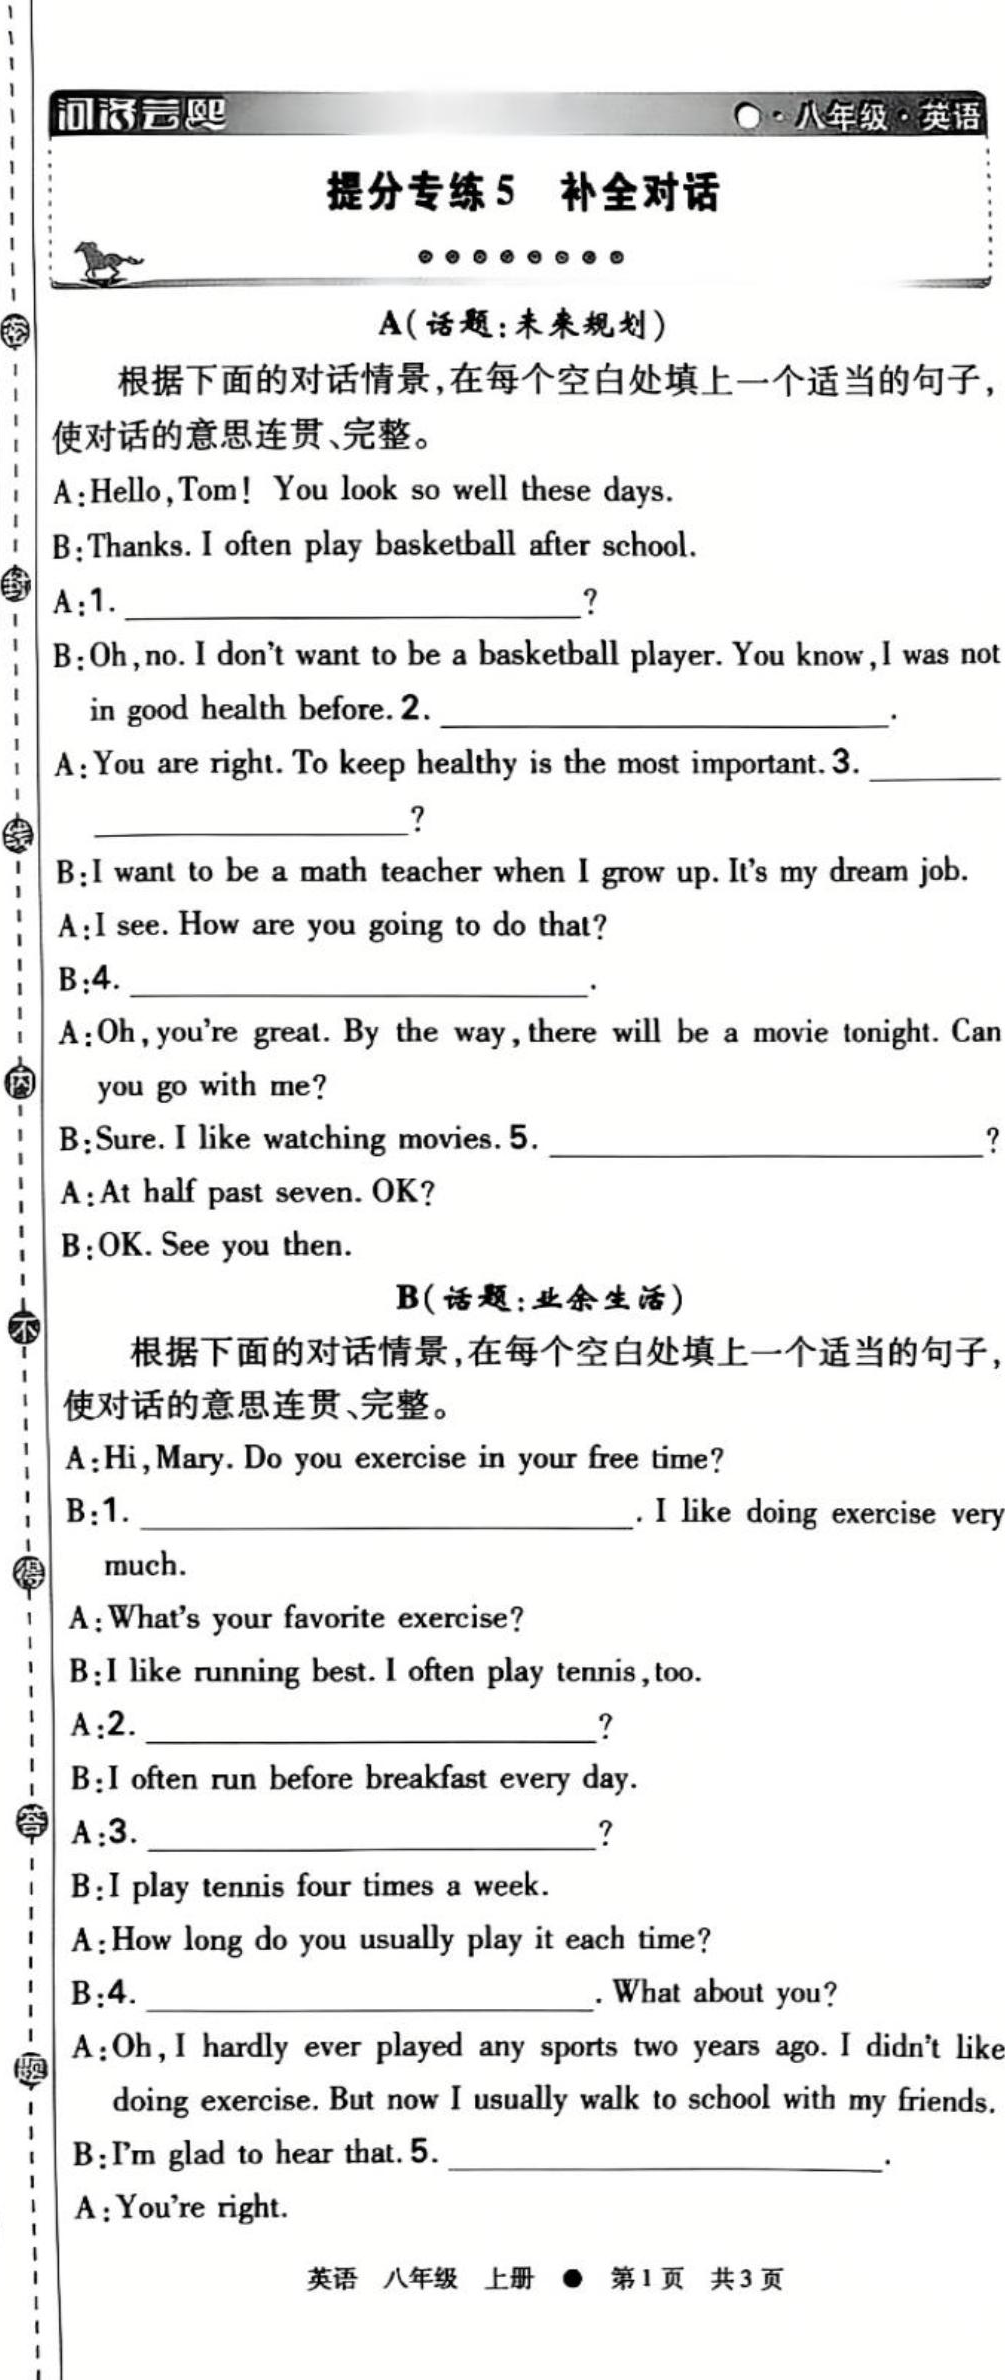 河洛芸熙
八年级·英语
提分专练5 补全对话
A(话题:未来规划)
根据下面的对话情景,在每个空白处填上一个适当的句子,
使对话的意思连贯、完整。
A:Hello,Tom! You look so well these days.
B:Thanks. I often play basketball after school.
A:1. ____________________?
B:Oh,no. I don't want to be a basketball player. You know,I was not
in good health before. 2. ____________________.
A:You are right. To keep healthy is the most important. 3. ______
______________?
B:I want to be a math teacher when I grow up. It's my dream job.
A:I see. How are you going to do that?
B:4. ____________________.
A:Oh,you're great. By the way,there will be a movie tonight. Can
you go with me?
B:Sure. I like watching movies. 5. ____________________?
A:At half past seven. OK?
B:OK. See you then.
B(话题:业余生活)
根据下面的对话情景,在每个空白处填上一个适当的句子,
使对话的意思连贯、完整。
A:Hi,Mary. Do you exercise in your free time?
B:1. ____________________. I like doing exercise very
much.
A:What's your favorite exercise?
B:I like running best. I often play tennis,too.
A:2. ____________________?
B:I often run before breakfast every day.
A:3. ____________________?
B:I play tennis four times a week.
A:How long do you usually play it each time?
B:4. ____________________. What about you?
A:Oh,I hardly ever played any sports two years ago. I didn't like
doing exercise. But now I usually walk to school with my friends.
B:I'm glad to hear that. 5. ____________________.
A:You're right.
英语 八年级 上册 ● 第1页 共3页
密
封
线
内
不
得
答
题